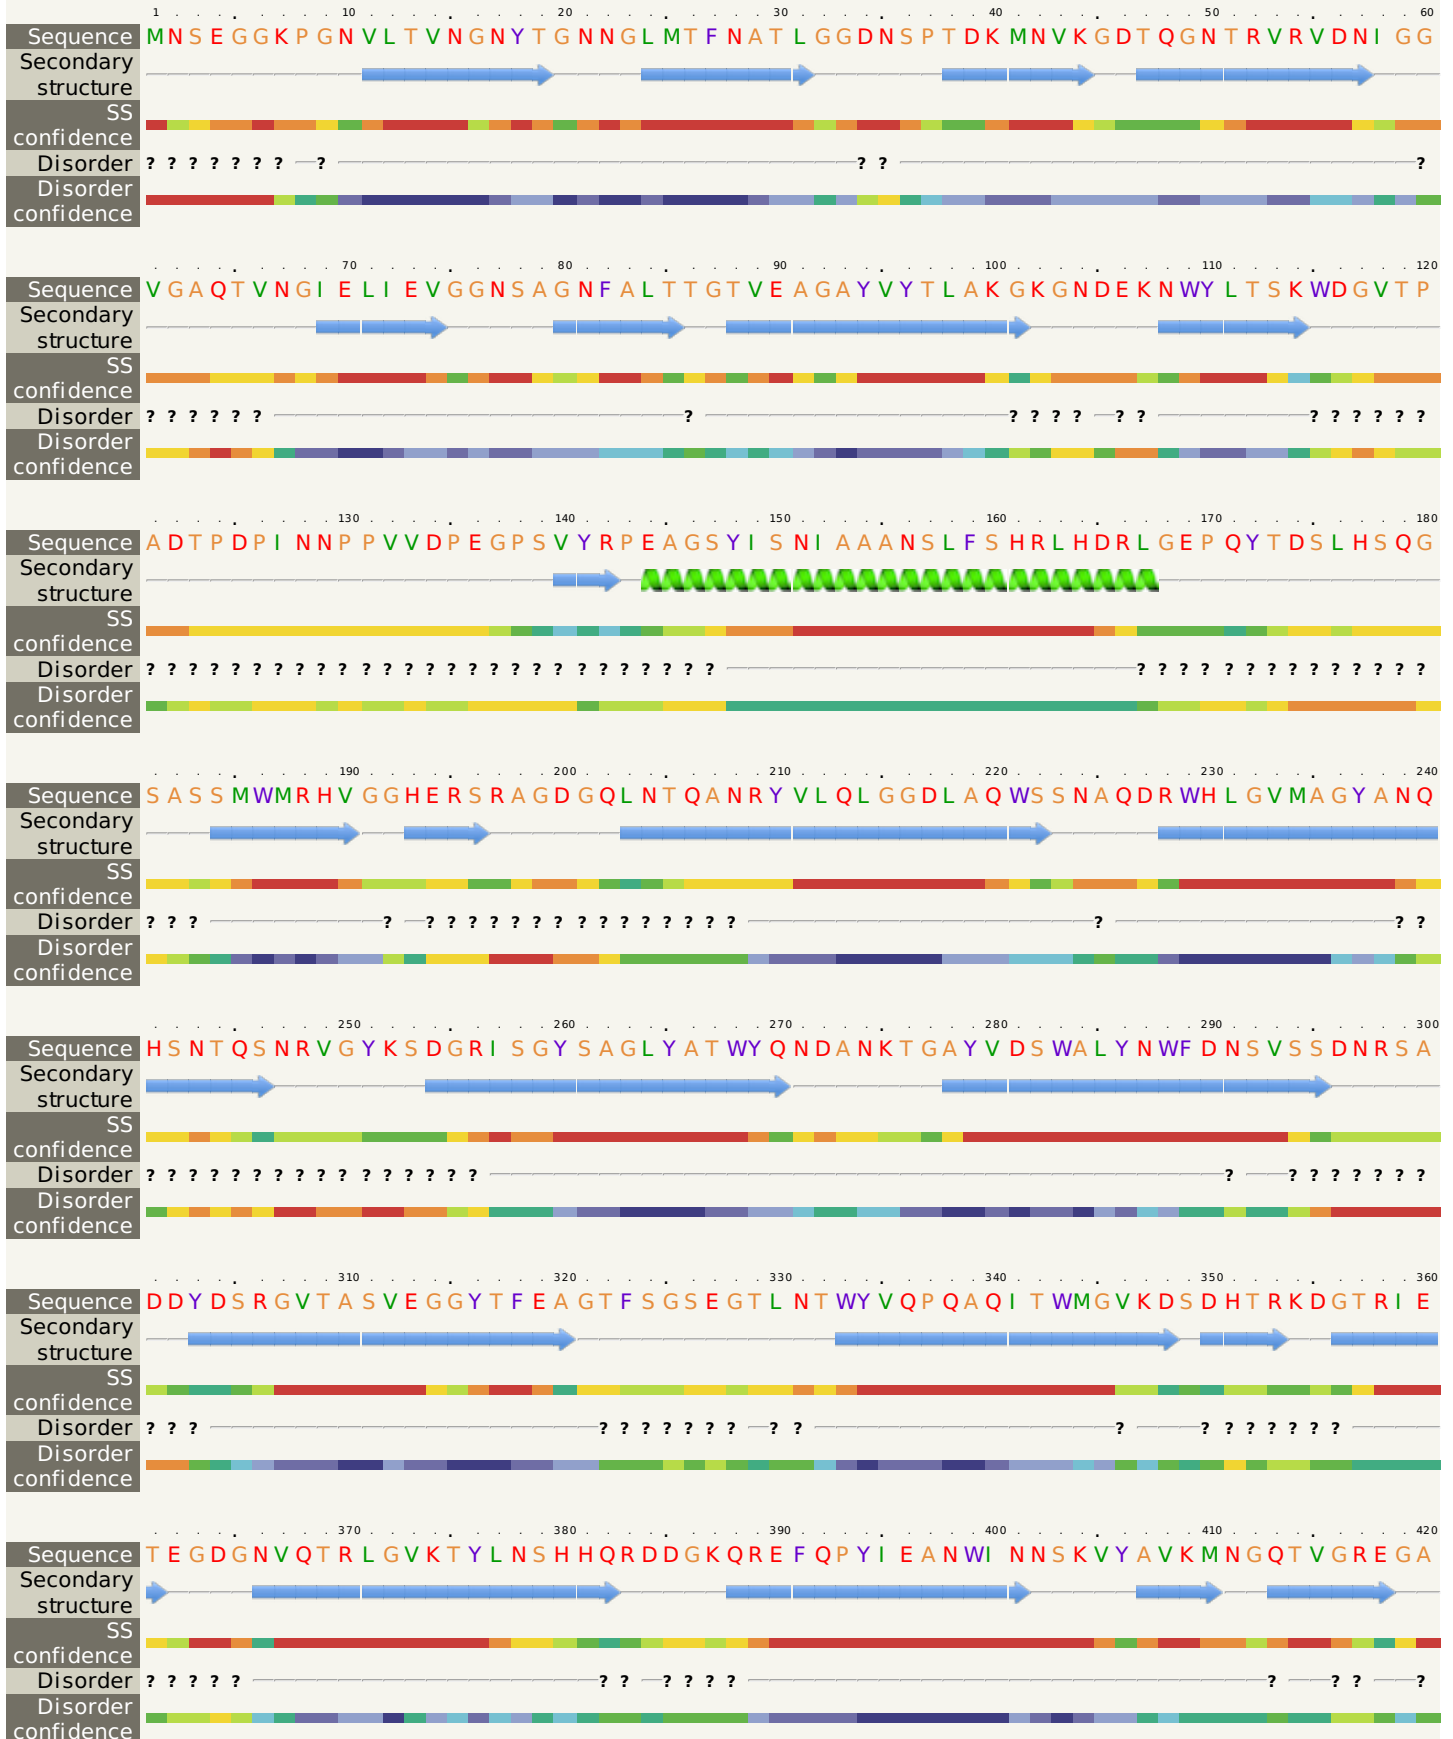 1 10 20 30 40 50 60
Sequence MNSEGGKPGNVLTVNGNYTGNNGLMTFNATLGGDNSPTDKMNVKGDTQGNTRVRVDNIGG
Secondary
structure
SS
confidence
Disorder ? ? ? ? ? ? ? ? ? ? ?
Disorder
confidence
70 80 90 100 110 120
Sequence VGAQTVNGIELIEVGGNSAGNFALTTGTVEAGAYVYTLAKGKGNDEKNWYLTSKWDGVTP
Secondary
structure
SS
confidence
Disorder ? ? ? ? ? ? ? ? ? ? ? ? ? ? ? ? ? ? ?
Disorder
confidence
130 140 150 160 170 180
Sequence ADTPDPINNPPVVDPEGPSVYRPEAGSYISNIAAANSLFSHRLHDRLGEPQYTDSLHSQG
Secondary
structure
SS
confidence
Disorder ? ? ? ? ? ? ? ? ? ? ? ? ? ? ? ? ? ? ? ? ? ? ? ? ? ? ? ? ? ? ? ? ? ? ? ? ? ? ? ? ?
Disorder
confidence
190 200 210 220 230 240
Sequence SASSMWMRHVGGHERSRAGDGQLNTQANRYVLQLGGDLAQWSSNAQDRWHLGVMAGYANQ
Secondary
structure
SS
confidence
Disorder ? ? ? ? ? ? ? ? ? ? ? ? ? ? ? ? ? ? ? ? ? ?
Disorder
confidence
250 260 270 280 290 300
Sequence HSNTQSNRVGYKSDGRISGYSAGLYATWYQNDANKTGAYVDSWALYNWFDNSVSSDNRSA
Secondary
structure
SS
confidence
Disorder ? ? ? ? ? ? ? ? ? ? ? ? ? ? ? ? ? ? ? ? ? ? ? ?
Disorder
confidence
310 320 330 340 350 360
Sequence DDYDSRGVTASVEGGYTFEAGTFSGSEGTLNTWYVQPQAQITWMGVKDSDHTRKDGTRIE
Secondary
structure
SS
confidence
Disorder ? ? ? ? ? ? ? ? ? ? ? ? ? ? ? ? ? ? ? ?
Disorder
confidence
370 380 390 400 410 420
Sequence TEGDGNVQTRLGVKTYLNSHHQRDDGKQREFQPYIEANWINNSKVYAVKMNGQTVGREGA
Secondary
structure
SS
confidence
Disorder ? ? ? ? ? ? ? ? ? ? ? ? ? ? ?
Disorder
confidence